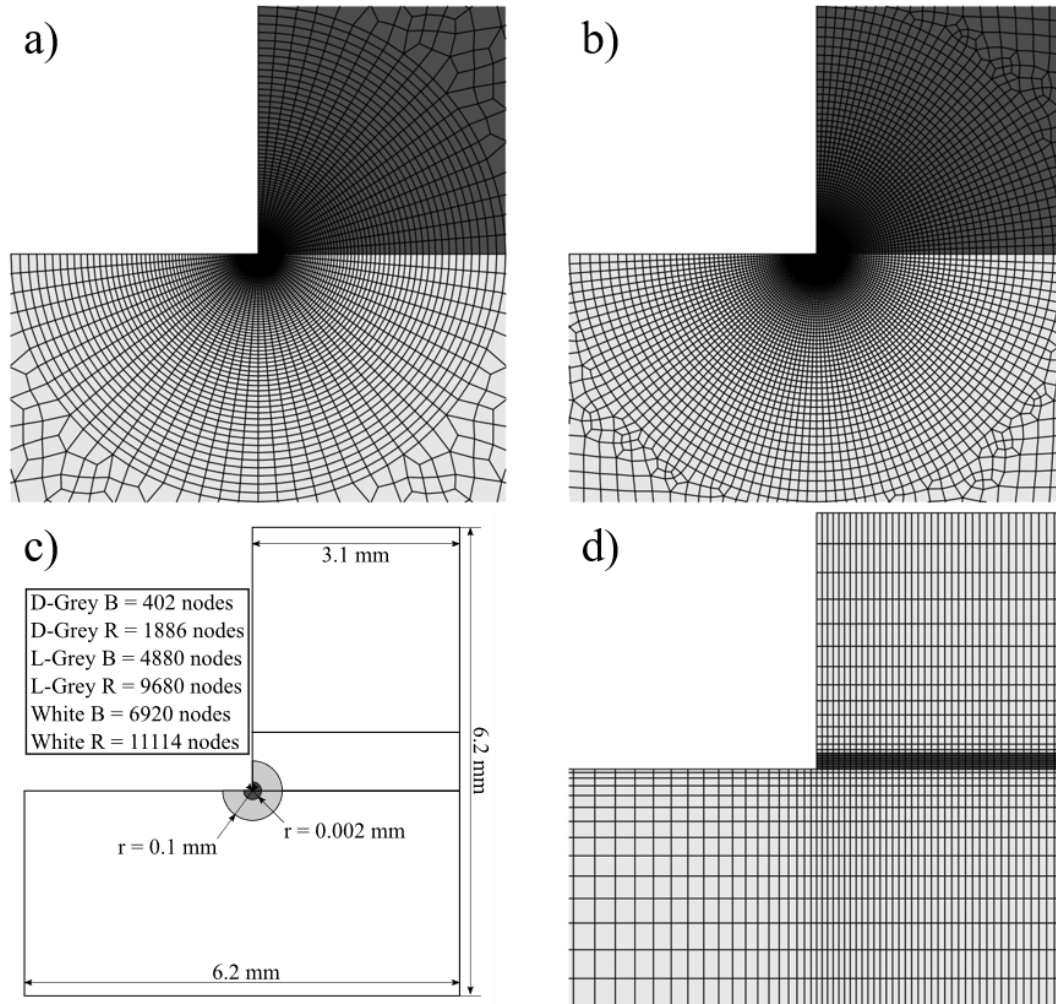 a)
b)
c)
3.1 mm
D-Grey B = 402 nodes
D-Grey R = 1886 nodes
L-Grey B = 4880 nodes
L-Grey R = 9680 nodes
White B = 6920 nodes
White R = 11114 nodes
6.2 mm
r = 0.002 mm
r = 0.1 mm
6.2 mm
d)